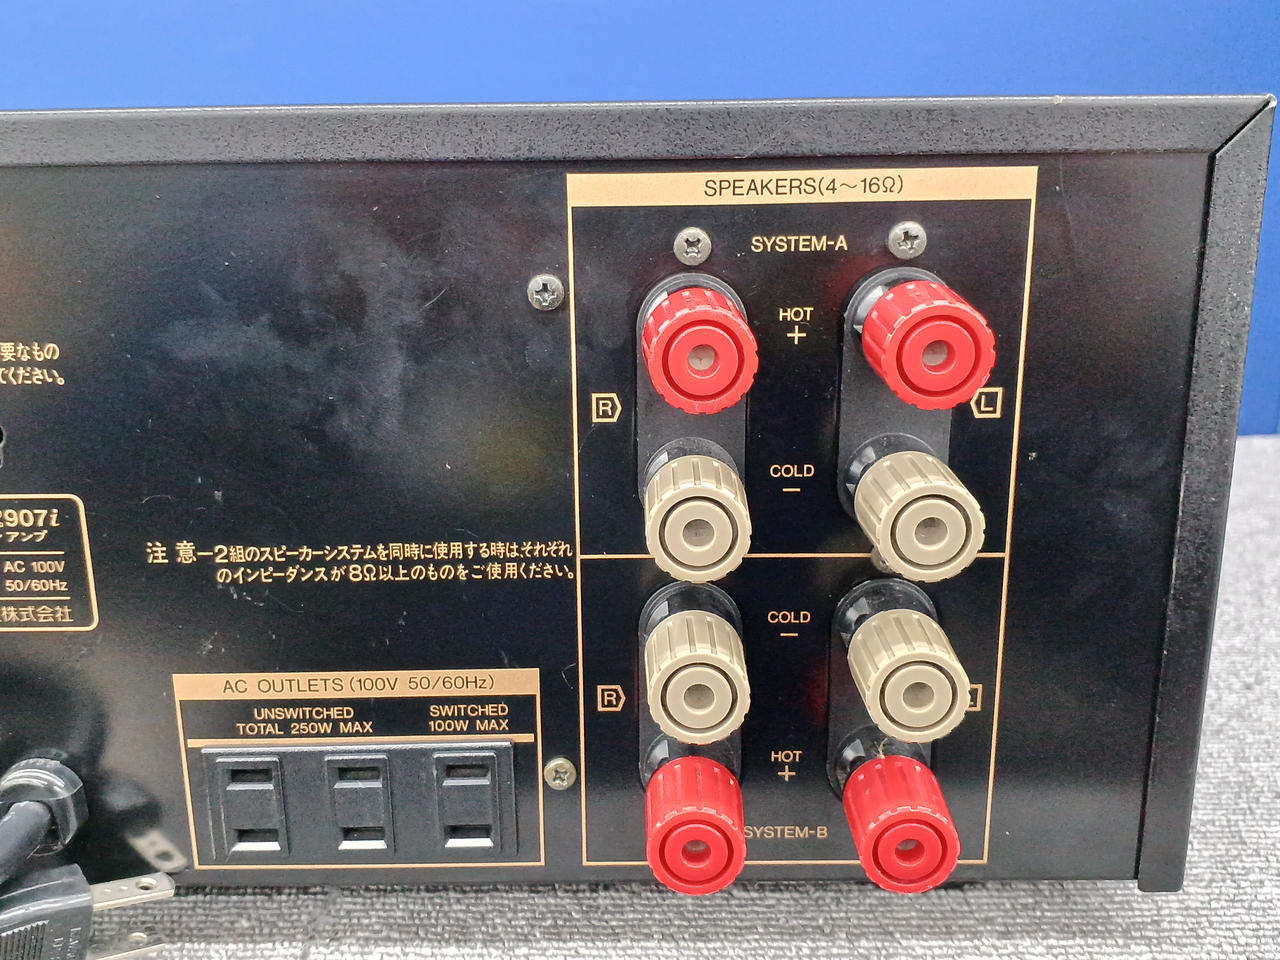 SPEAKERS(4～16Ω)
SYSTEM-A
HOT
+
R
L
COLD
−
COLD
−
R
HOT
+
SYSTEM-B
要なもの
ください。
2907i
アンプ
AC 100V
50/60Hz
株式会社
注 意－2組のスピーカーシステムを同時に使用する時はそれぞれ
のインピーダンスが8Ω以上のものをご使用ください。
AC OUTLETS (100V 50/60Hz)
UNSWITCHED
TOTAL 250W MAX
SWITCHED
100W MAX